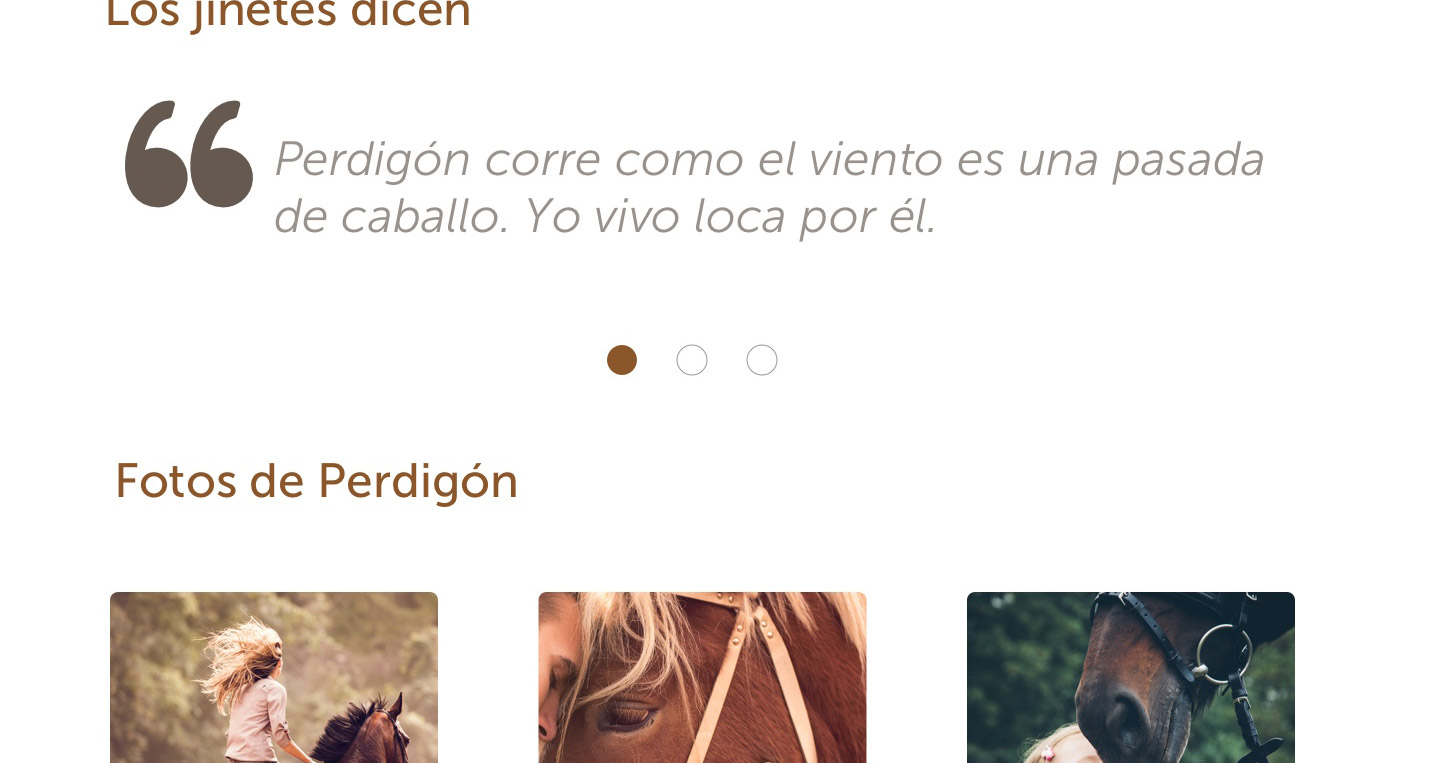 Los jinetes dicen
“ Perdigón corre como el viento es una pasada
de caballo. Yo vivo loca por él.
Fotos de Perdigón